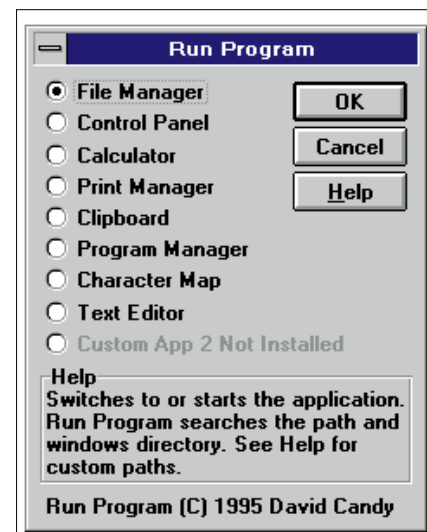 Run Program
File Manager
Control Panel
Calculator
Print Manager
Clipboard
Program Manager
Character Map
Text Editor
Custom App 2 Not Installed
OK
Cancel
Help
Help
Switches to or starts the application.
Run Program searches the path and
windows directory. See Help for
custom paths.
Run Program (C) 1995 David Candy